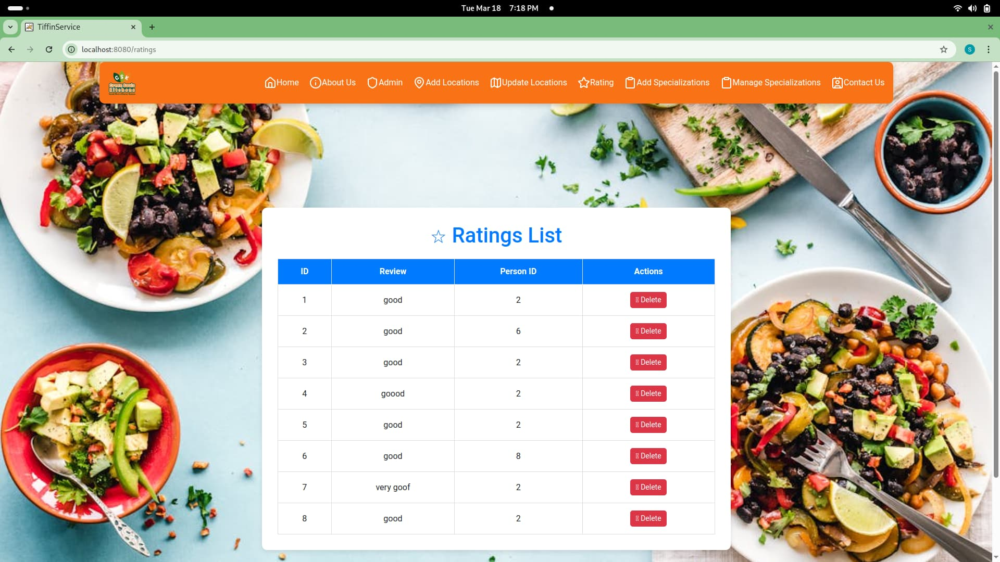 Tue Mar 18 7:18 PM
TiffinService
localhost:8080/ratings
S
GSK
Green Souls
Kitchens
Home About Us Admin Add Locations Update Locations Rating Add Specializations Manage Specializations Contact Us
☆ Ratings List
ID Review Person ID Actions
1 good 2 Delete
2 good 6 Delete
3 good 2 Delete
4 goood 2 Delete
5 good 2 Delete
6 good 8 Delete
7 very goof 2 Delete
8 good 2 Delete